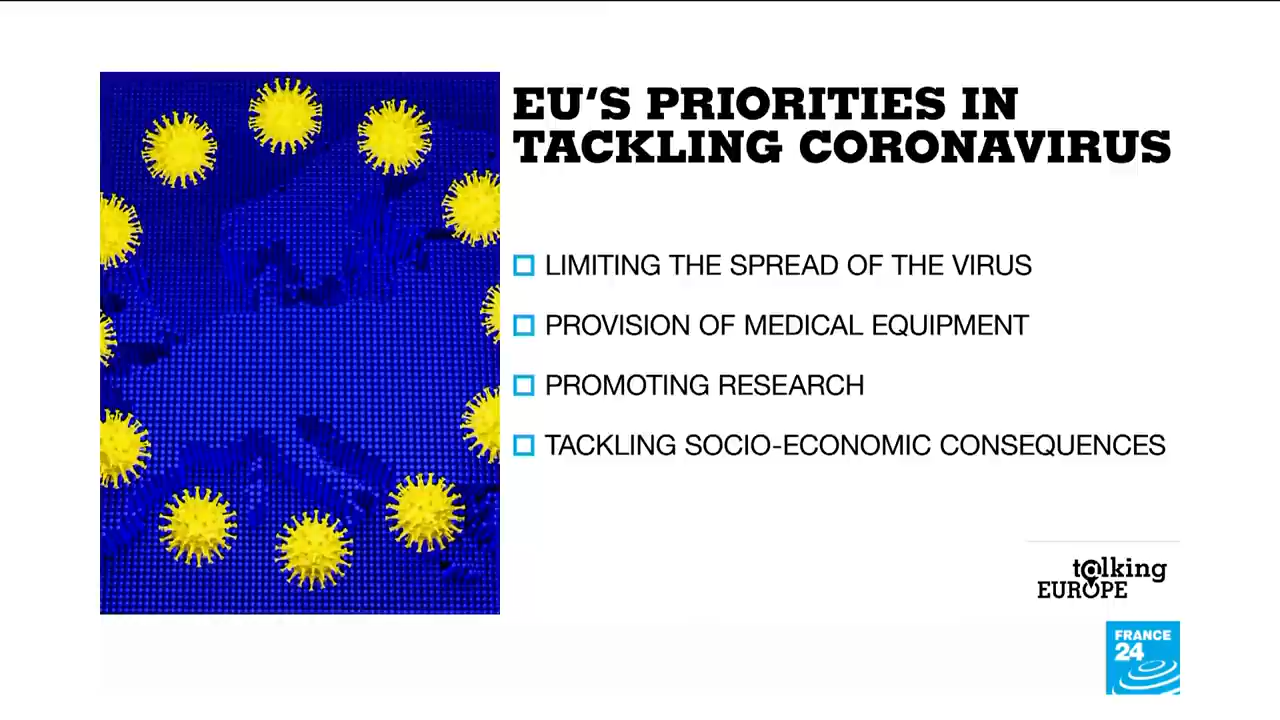 EU'S PRIORITIES IN
TACKLING CORONAVIRUS
LIMITING THE SPREAD OF THE VIRUS
PROVISION OF MEDICAL EQUIPMENT
PROMOTING RESEARCH
TACKLING SOCIO-ECONOMIC CONSEQUENCES
talking
EUROPE
FRANCE
24